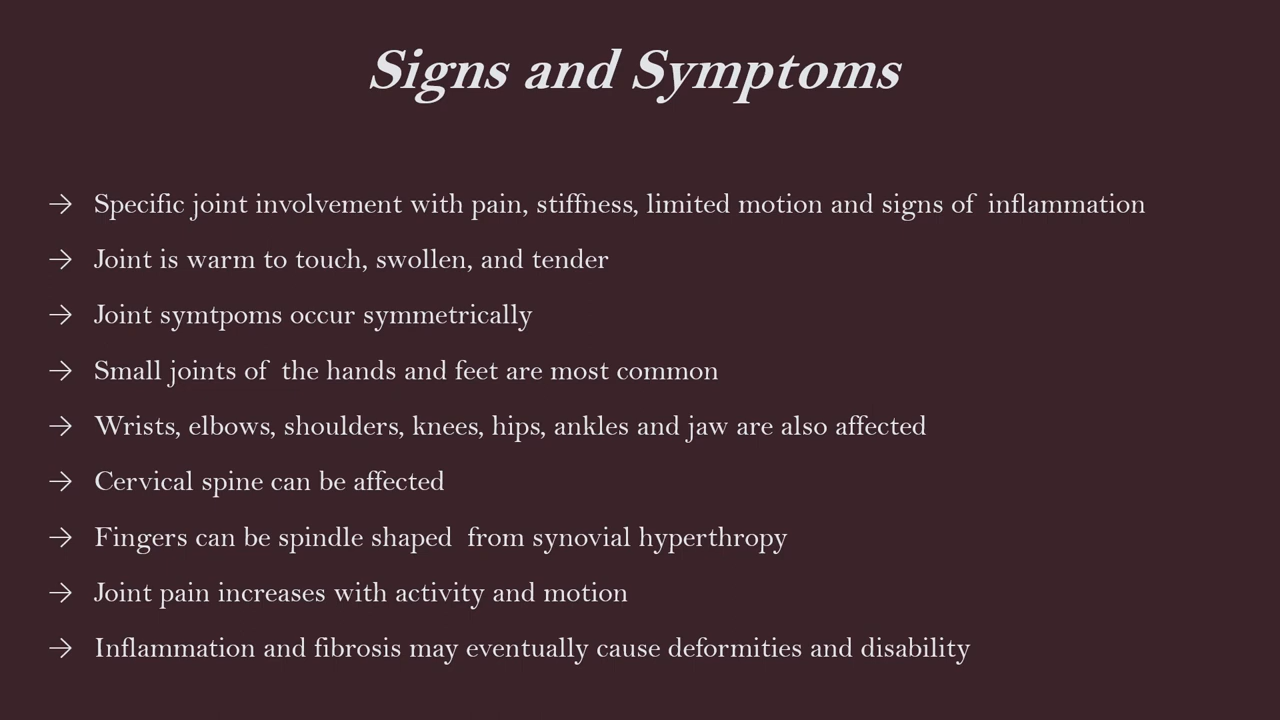 Signs and Symptoms
→ Specific joint involvement with pain, stiffness, limited motion and signs of inflammation
→ Joint is warm to touch, swollen, and tender
→ Joint symtpoms occur symmetrically
→ Small joints of the hands and feet are most common
→ Wrists, elbows, shoulders, knees, hips, ankles and jaw are also affected
→ Cervical spine can be affected
→ Fingers can be spindle shaped from synovial hyperthropy
→ Joint pain increases with activity and motion
→ Inflammation and fibrosis may eventually cause deformities and disability